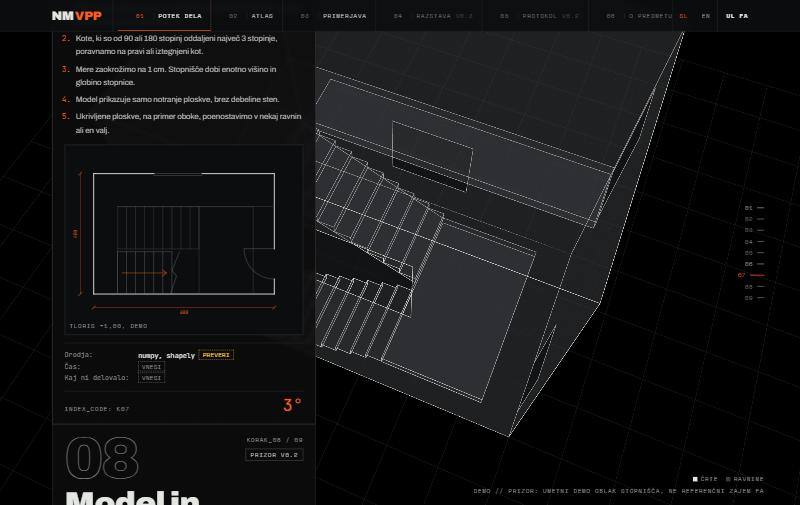 NMVPP
01 POTEK DELA
02 ATLAS
03 PRIMERJAVA
04 RAZSTAVA V0.2
05 PROTOKOL V0.2
06 O PREDMETU
SL EN UL FA
2. Kote, ki so od 90 ali 180 stopinj oddaljeni največ 3 stopinje,
poravnamo na pravi ali iztegnjeni kot.
3. Mere zaokrožimo na 1 cm. Stopnišče dobi enotno višino in
globino stopnice.
4. Model prikazuje samo notranje ploskve, brez debeline sten.
5. Ukrivljene ploskve, na primer oboke, poenostavimo v nekaj ravnin
ali en valj.
TLORIS +1,00, DEMO
Orodja: numpy, shapely PREVERI
Čas: VNESI
Kaj ni delovalo: VNESI
INDEX_CODE: K07
3°
08
KORAK_08 / 09
PRIZOR V0.2
Modelin
01
02
03
04
05
06
07
08
09
ČRTE RAVNINE
DEMO // PRIZOR: UMETNI DEMO OBLAK STOPNIŠČA, NE REFERENČNI ZAJEM FA